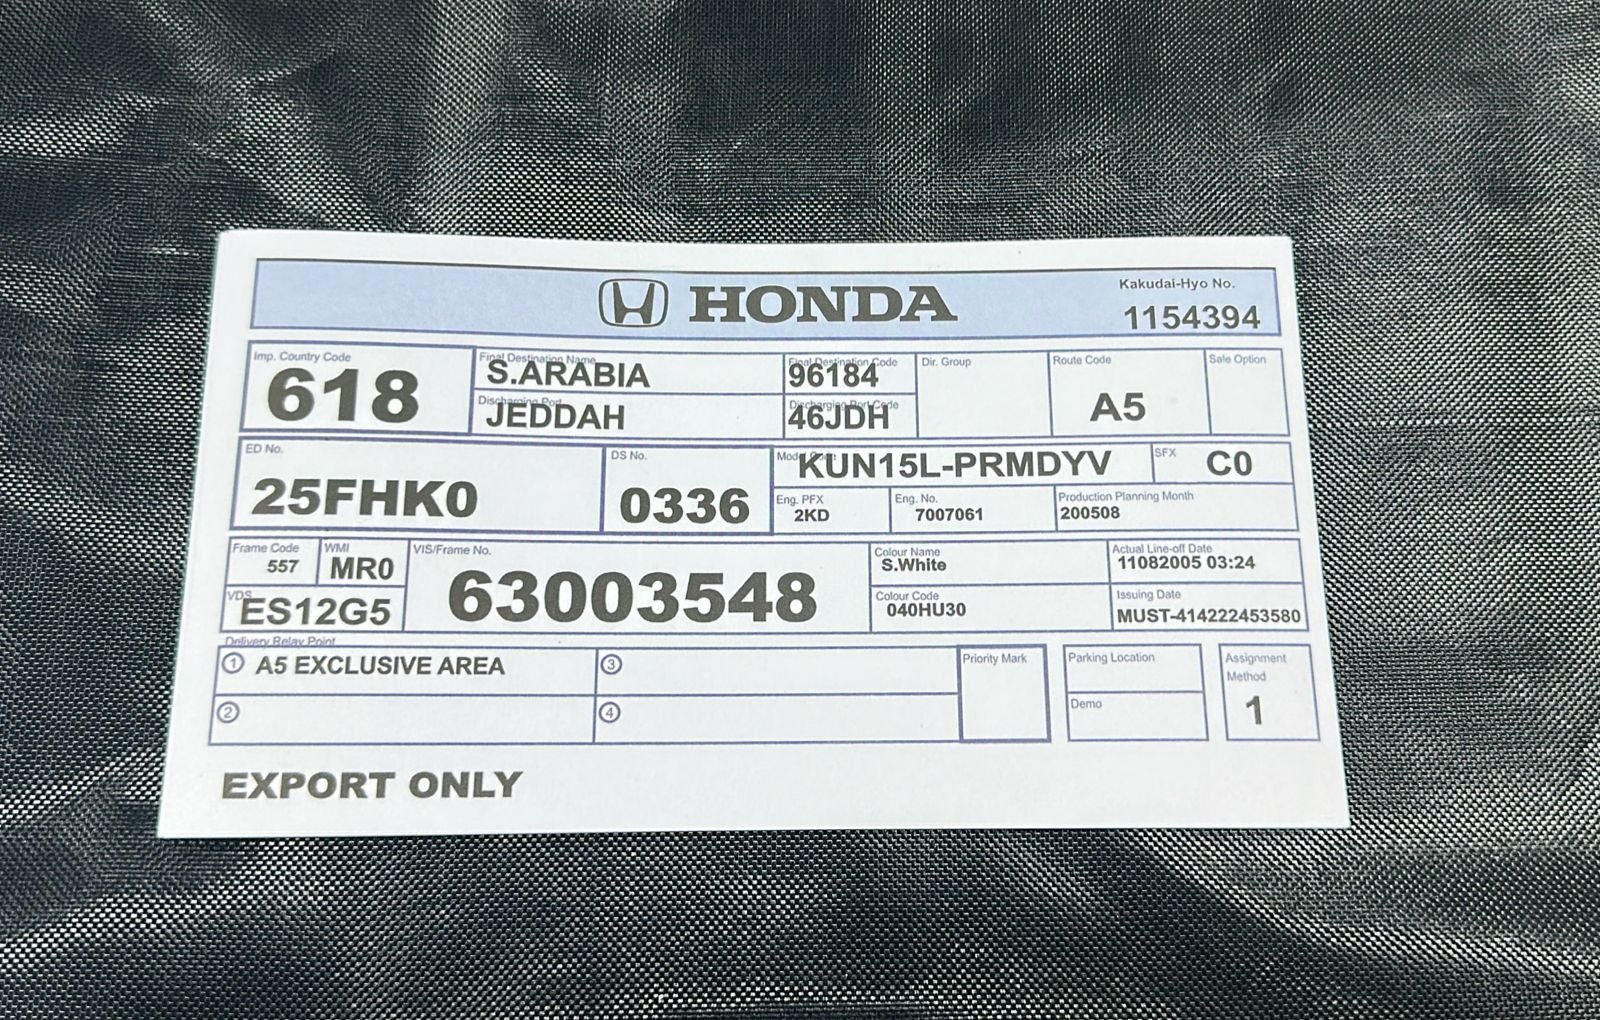 HONDA
Kakudai-Hyo No.
1154394
Imp. Country Code
618
Final Destination Name
S.ARABIA
Discharging Port
JEDDAH
Final Destination Code
96184
Discharging Port Code
46JDH
Dir. Group
Route Code
A5
Sale Option
ED No.
25FHK0
DS No.
0336
Model Code
KUN15L-PRMDYV
SFX
C0
Eng. PFX
2KD
Eng. No.
7007061
Production Planning Month
200508
Frame Code
557
WMI
MR0
VDS
ES12G5
VIS/Frame No.
63003548
Colour Name
S.White
Colour Code
040HU30
Actual Line-off Date
11082005 03:24
Issuing Date
MUST-414222453580
Delivery Relay Point
① A5 EXCLUSIVE AREA
②
③
④
Priority Mark
Parking Location
Demo
Assignment
Method
1
EXPORT ONLY